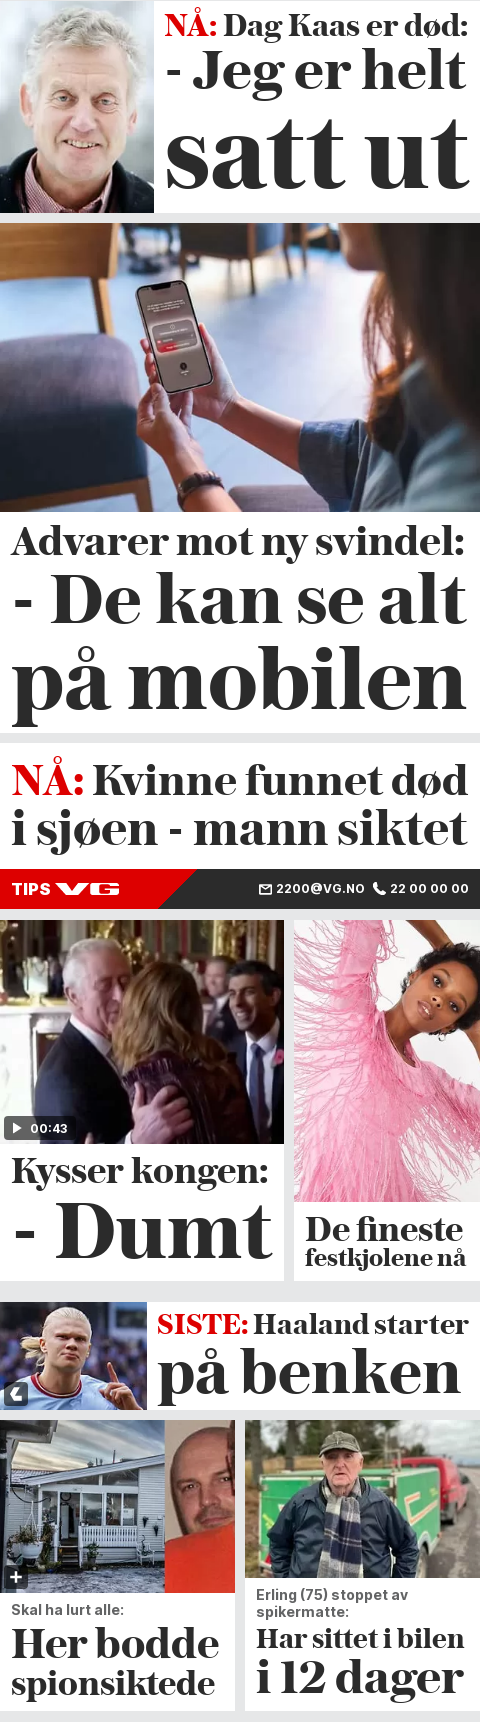 NÅ: Dag Kaas er død:
- Jeg er helt
satt ut
Advarer mot ny svindel:
- De kan se alt
på mobilen
NÅ: Kvinne funnet død
i sjøen - mann siktet
TIPS VG 2200@VG.NO 22 00 00 00
00:43
Kysser kongen:
- Dumt
De fineste
festkjolene nå
SISTE: Haaland starter
på benken
Skal ha lurt alle:
Her bodde
spionsiktede
Erling (75) stoppet av
spikermatte:
Har sittet i bilen
i 12 dager